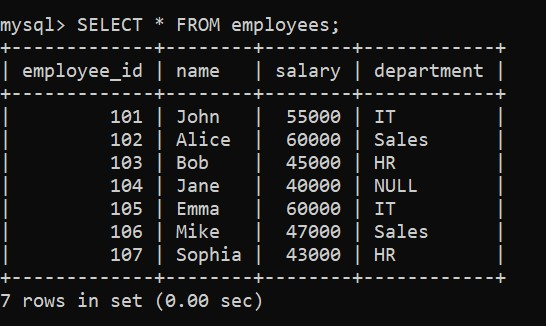 mysql> SELECT * FROM employees;
+-------------+--------+--------+------------+
| employee_id | name   | salary | department |
+-------------+--------+--------+------------+
|         101 | John   |  55000 | IT         |
|         102 | Alice  |  60000 | Sales      |
|         103 | Bob    |  45000 | HR         |
|         104 | Jane   |  40000 | NULL       |
|         105 | Emma   |  60000 | IT         |
|         106 | Mike   |  47000 | Sales      |
|         107 | Sophia |  43000 | HR         |
+-------------+--------+--------+------------+
7 rows in set (0.00 sec)